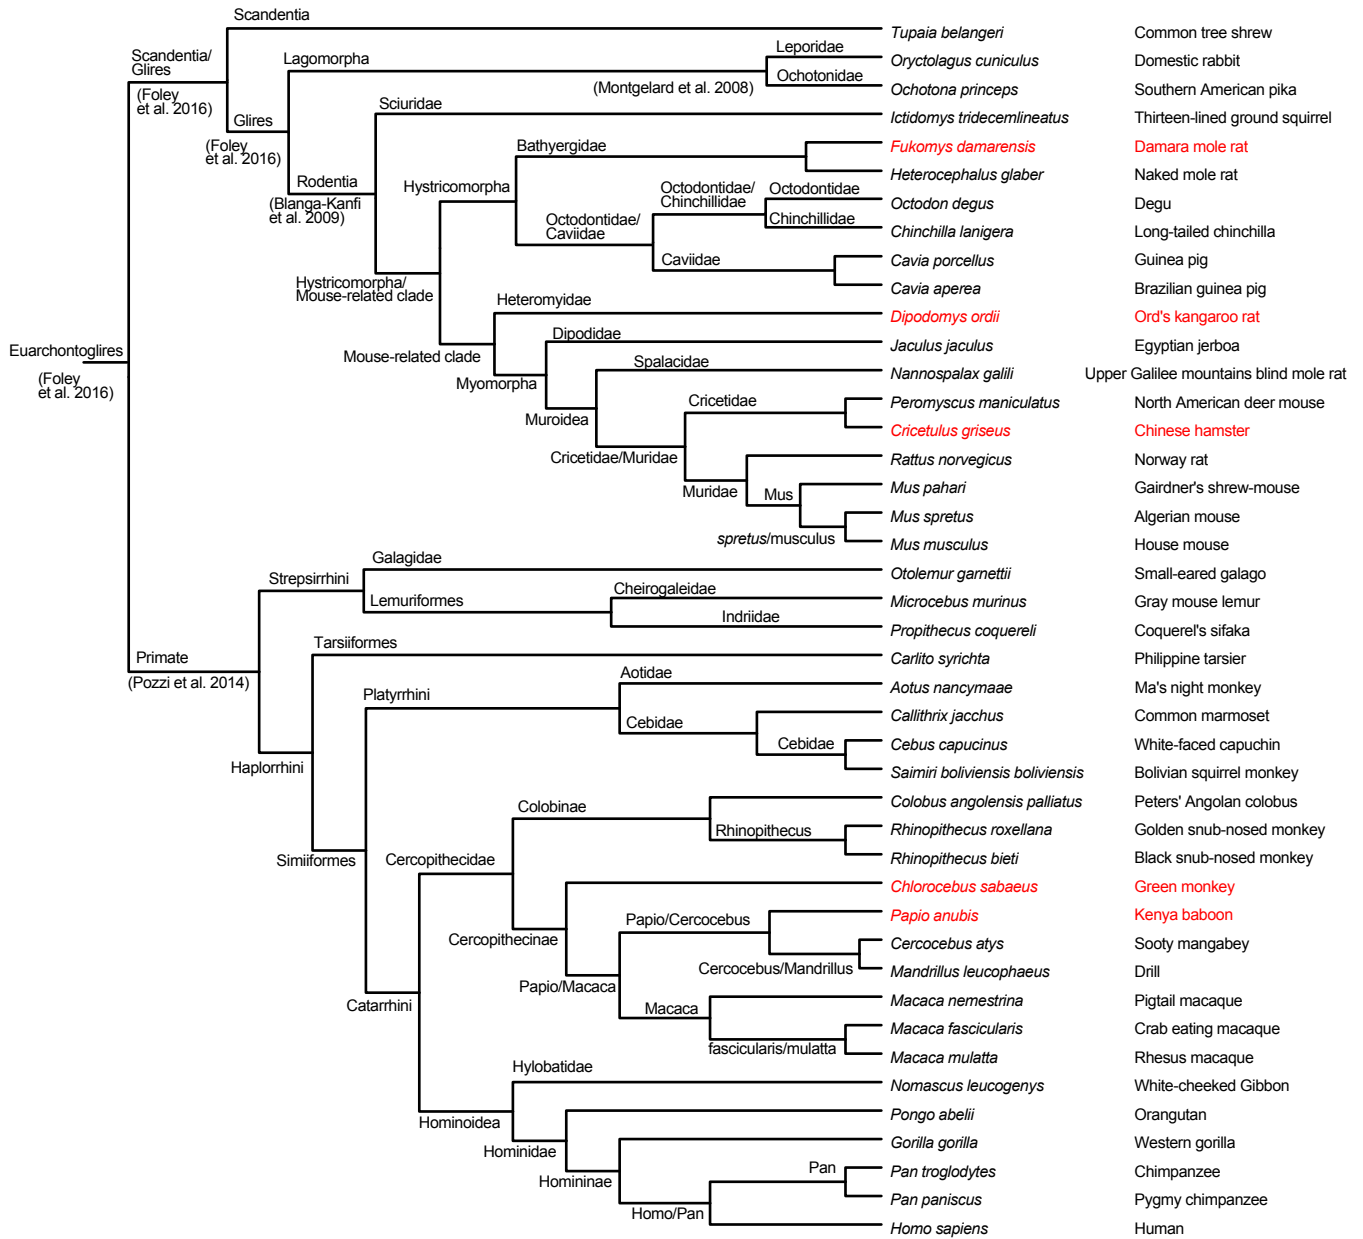 Scandentia
Tupaia belangeri Common tree shrew
Scandentia/
Glires
(Foley
et al. 2016)
Lagomorpha
Leporidae
Oryctolagus cuniculus Domestic rabbit
Ochotonidae
(Montgelard et al. 2008)
Ochotona princeps Southern American pika
Glires
(Foley
et al. 2016)
Sciuridae
Ictidomys tridecemlineatus Thirteen-lined ground squirrel
Rodentia
(Blanga-Kanfi
et al. 2009)
Bathyergidae
Fukomys damarensis Damara mole rat
Heterocephalus glaber Naked mole rat
Hystricomorpha
Octodontidae/
Chinchillidae
Octodontidae
Octodon degus Degu
Octodontidae/
Caviidae
Chinchillidae
Chinchilla lanigera Long-tailed chinchilla
Caviidae
Cavia porcellus Guinea pig
Cavia aperea Brazilian guinea pig
Hystricomorpha/
Mouse-related clade
Heteromyidae
Dipodomys ordii Ord's kangaroo rat
Dipodidae
Jaculus jaculus Egyptian jerboa
Euarchontoglires
(Foley
et al. 2016)
Mouse-related clade
Spalacidae
Nannospalax galili Upper Galilee mountains blind mole rat
Myomorpha
Cricetidae
Peromyscus maniculatus North American deer mouse
Muroidea
Cricetulus griseus Chinese hamster
Cricetidae/Muridae
Rattus norvegicus Norway rat
Muridae
Mus
Mus pahari Gairdner's shrew-mouse
Mus spretus Algerian mouse
spretus/musculus
Mus musculus House mouse
Galagidae
Otolemur garnettii Small-eared galago
Strepsirrhini
Lemuriformes
Cheirogaleidae
Microcebus murinus Gray mouse lemur
Indriidae
Propithecus coquereli Coquerel's sifaka
Primate
(Pozzi et al. 2014)
Tarsiiformes
Carlito syrichta Philippine tarsier
Aotidae
Aotus nancymaae Ma's night monkey
Platyrrhini
Cebidae
Callithrix jacchus Common marmoset
Cebidae
Cebus capucinus White-faced capuchin
Haplorrhini
Saimiri boliviensis boliviensis Bolivian squirrel monkey
Colobinae
Colobus angolensis palliatus Peters' Angolan colobus
Rhinopithecus
Rhinopithecus roxellana Golden snub-nosed monkey
Simiiformes
Cercopithecidae
Rhinopithecus bieti Black snub-nosed monkey
Chlorocebus sabaeus Green monkey
Papio/Cercocebus
Papio anubis Kenya baboon
Cercopithecinae
Cercocebus atys Sooty mangabey
Cercocebus/Mandrillus
Mandrillus leucophaeus Drill
Papio/Macaca
Catarrhini
Macaca
Macaca nemestrina Pigtail macaque
Macaca fascicularis Crab eating macaque
fascicularis/mulatta
Macaca mulatta Rhesus macaque
Hylobatidae
Nomascus leucogenys White-cheeked Gibbon
Hominoidea
Pongo abelii Orangutan
Hominidae
Gorilla gorilla Western gorilla
Homininae
Pan
Pan troglodytes Chimpanzee
Pan paniscus Pygmy chimpanzee
Homo/Pan
Homo sapiens Human